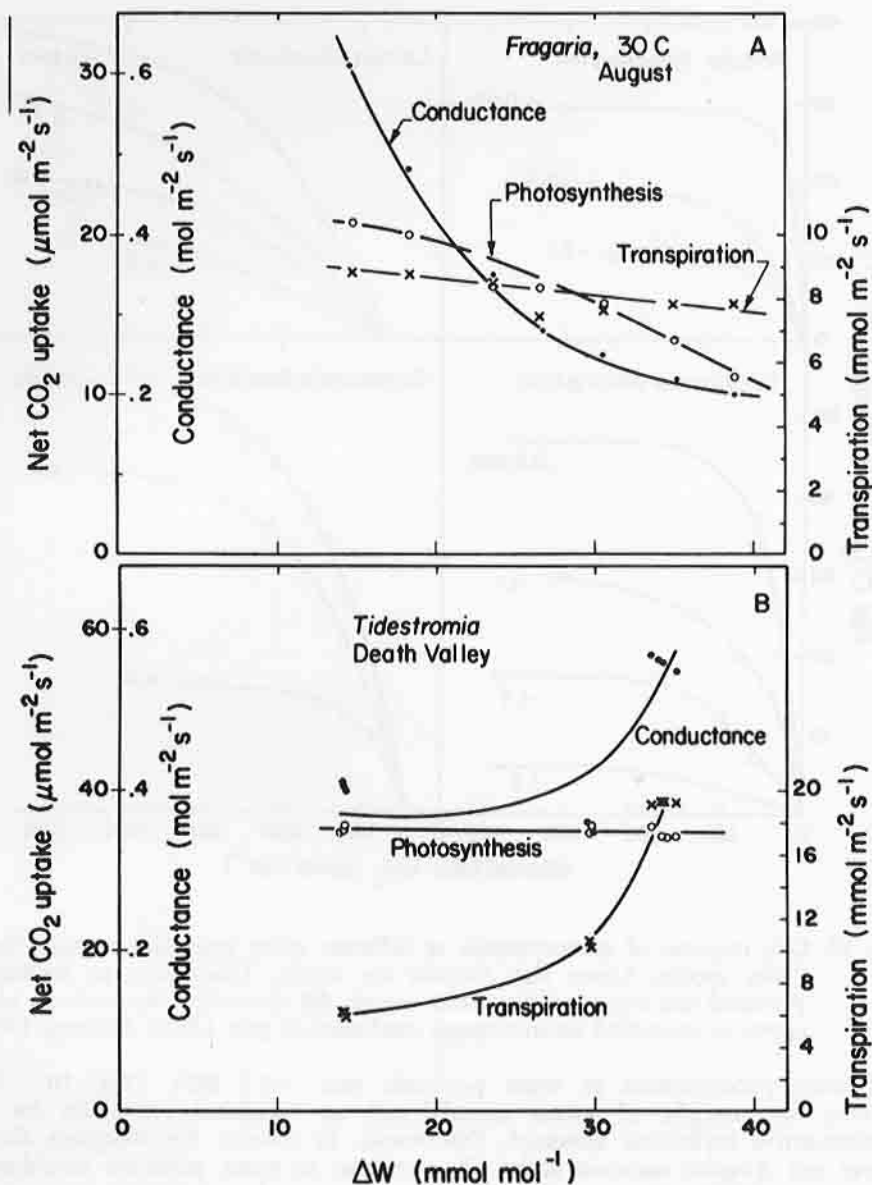 Fragaria, 30 C
August
A
Conductance
Photosynthesis
Transpiration
Net CO₂ uptake (μmol m⁻² s⁻¹)
30
20
10
0
Conductance (mol m⁻² s⁻¹)
.6
.4
.2
Transpiration (mmol m⁻² s⁻¹)
10
8
6
4
2
0
B
Tidestromia
Death Valley
Conductance
Photosynthesis
Transpiration
Net CO₂ uptake (μmol m⁻² s⁻¹)
60
40
20
0
Conductance (mol m⁻² s⁻¹)
.6
.4
.2
Transpiration (mmol m⁻² s⁻¹)
20
16
12
8
4
0
0
10
20
30
40
ΔW (mmol mol⁻¹)